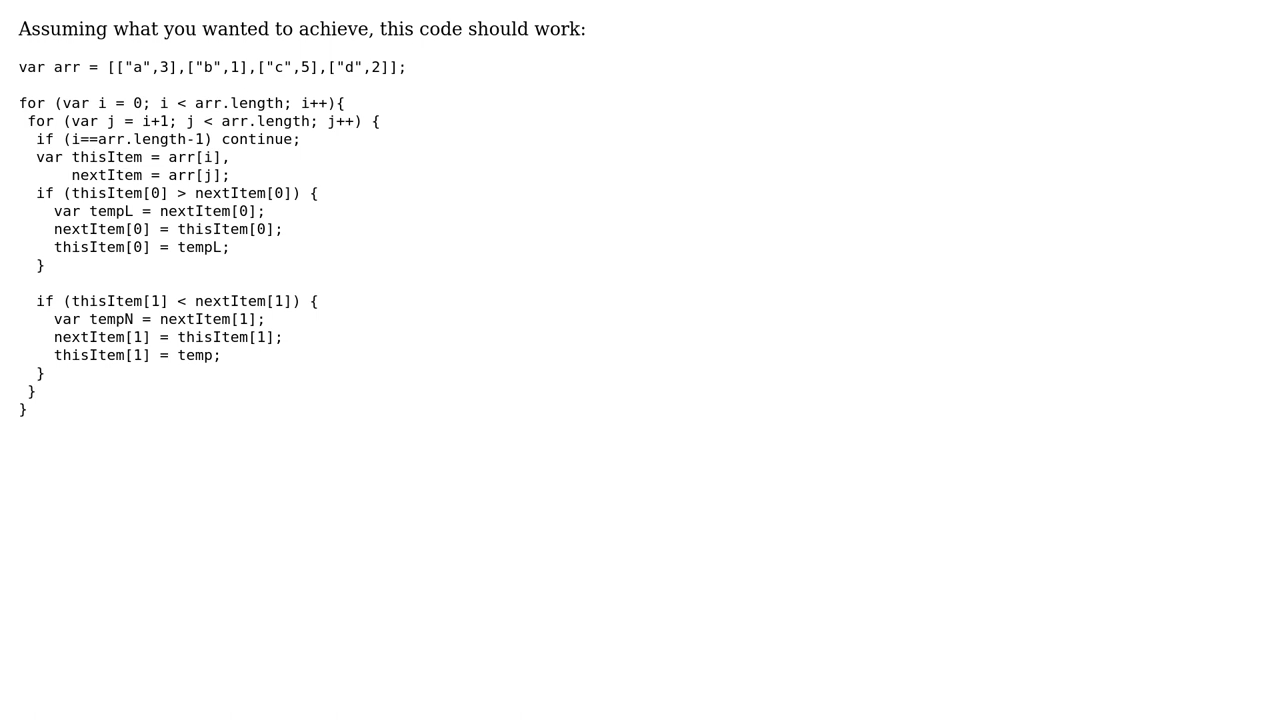 Assuming what you wanted to achieve, this code should work:
var arr = [["a",3],["b",1],["c",5],["d",2]];
for (var i = 0; i < arr.length; i++){
 for (var j = i+1; j < arr.length; j++) {
  if (i==arr.length-1) continue;
  var thisItem = arr[i],
      nextItem = arr[j];
  if (thisItem[0] > nextItem[0]) {
    var tempL = nextItem[0];
    nextItem[0] = thisItem[0];
    thisItem[0] = tempL;
  }
  if (thisItem[1] < nextItem[1]) {
    var tempN = nextItem[1];
    nextItem[1] = thisItem[1];
    thisItem[1] = temp;
  }
 }
}